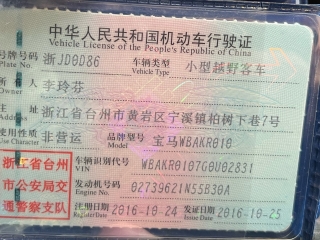 中华人民共和国机动车行驶证
Vehicle License of the People's Republic of China
号牌号码 浙JD0D86 车辆类型 小型越野客车
Plate No. Vehicle Type
李玲芬
浙江省台州市黄岩区宁溪镇柏树下巷7号
使用性质 非营运 品牌型号 宝马WBAKR010
Use Character Model
浙江省台州市公安局交通警察支队
车辆识别代号 WBAKR0107G0U02831
VIN
发动机号码 02739621N55B30A
Engine No.
注册日期 2016-10-24 发证日期 2016-10-25
Register Date Issue Date